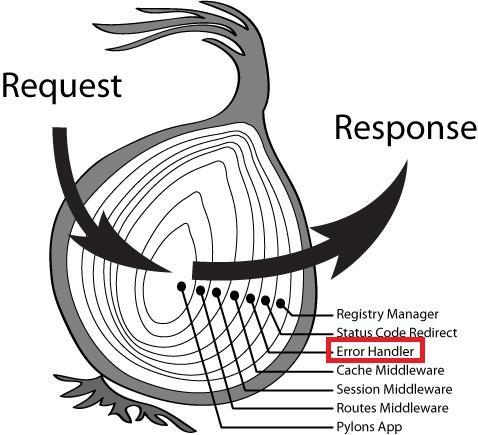 Request
Response
Registry Manager
Status Code Redirect
Error Handler
Cache Middleware
Session Middleware
Routes Middleware
Pylons App